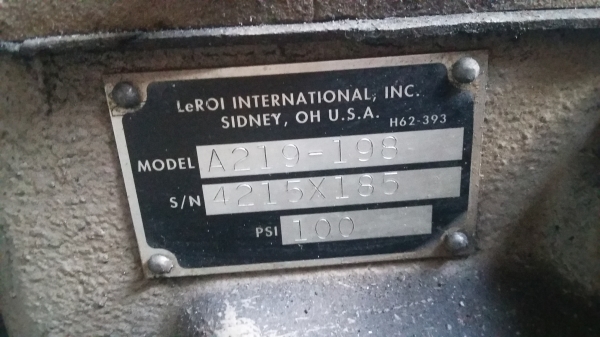 LeROI INTERNATIONAL, INC.
SIDNEY, OH U.S.A. H62-393
MODEL A219-198
S/N 4215X185
PSI 100